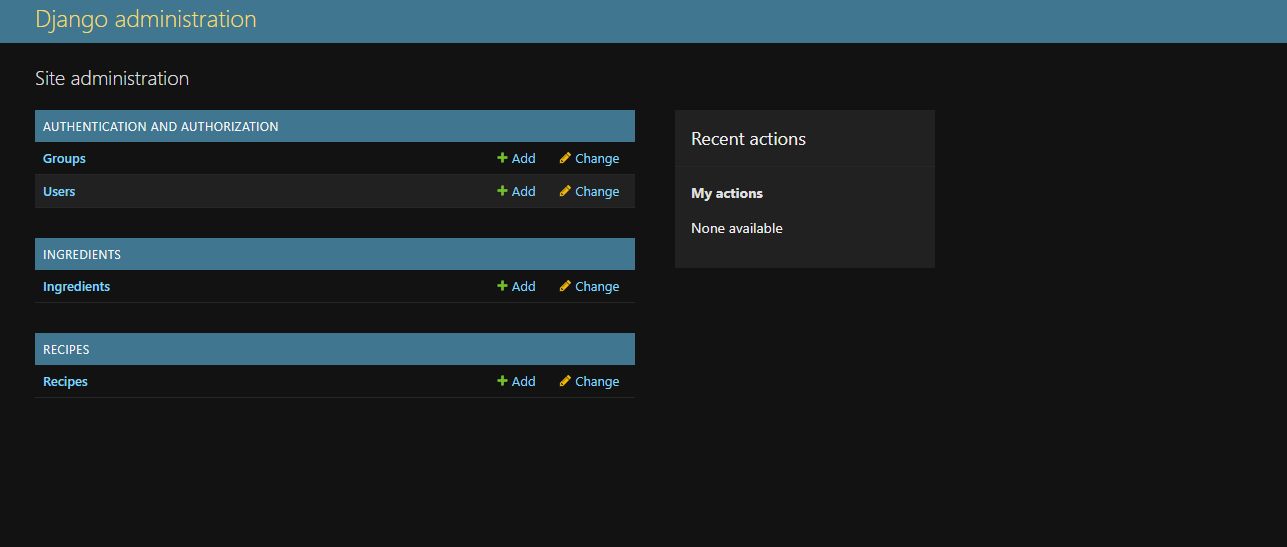 Django administration
Site administration
AUTHENTICATION AND AUTHORIZATION
Groups Add Change
Users Add Change
INGREDIENTS
Ingredients Add Change
RECIPES
Recipes Add Change
Recent actions
My actions
None available